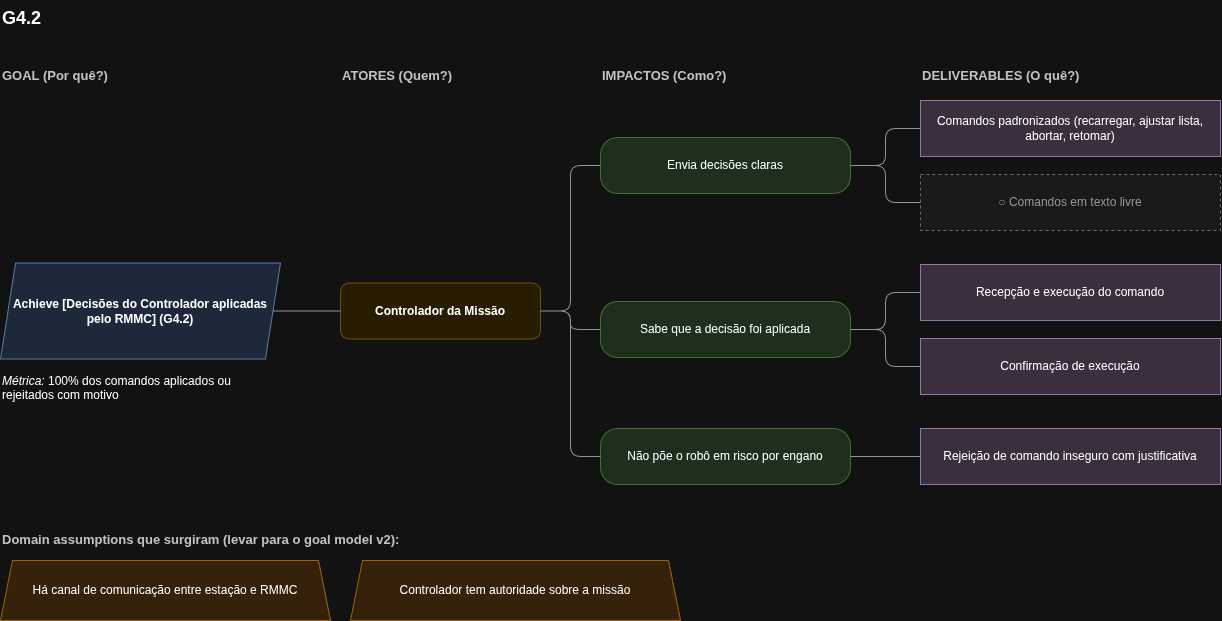 G4.2
GOAL (Por quê?)
ATORES (Quem?)
IMPACTOS (Como?)
DELIVERABLES (O quê?)
Comandos padronizados (recarregar, ajustar lista,
abortar, retomar)
Envia decisões claras
○ Comandos em texto livre
Achieve [Decisões do Controlador aplicadas
pelo RMMC] (G4.2)
Controlador da Missão
Recepção e execução do comando
Sabe que a decisão foi aplicada
Confirmação de execução
Métrica: 100% dos comandos aplicados ou
rejeitados com motivo
Não põe o robô em risco por engano
Rejeição de comando inseguro com justificativa
Domain assumptions que surgiram (levar para o goal model v2):
Há canal de comunicação entre estação e RMMC
Controlador tem autoridade sobre a missão